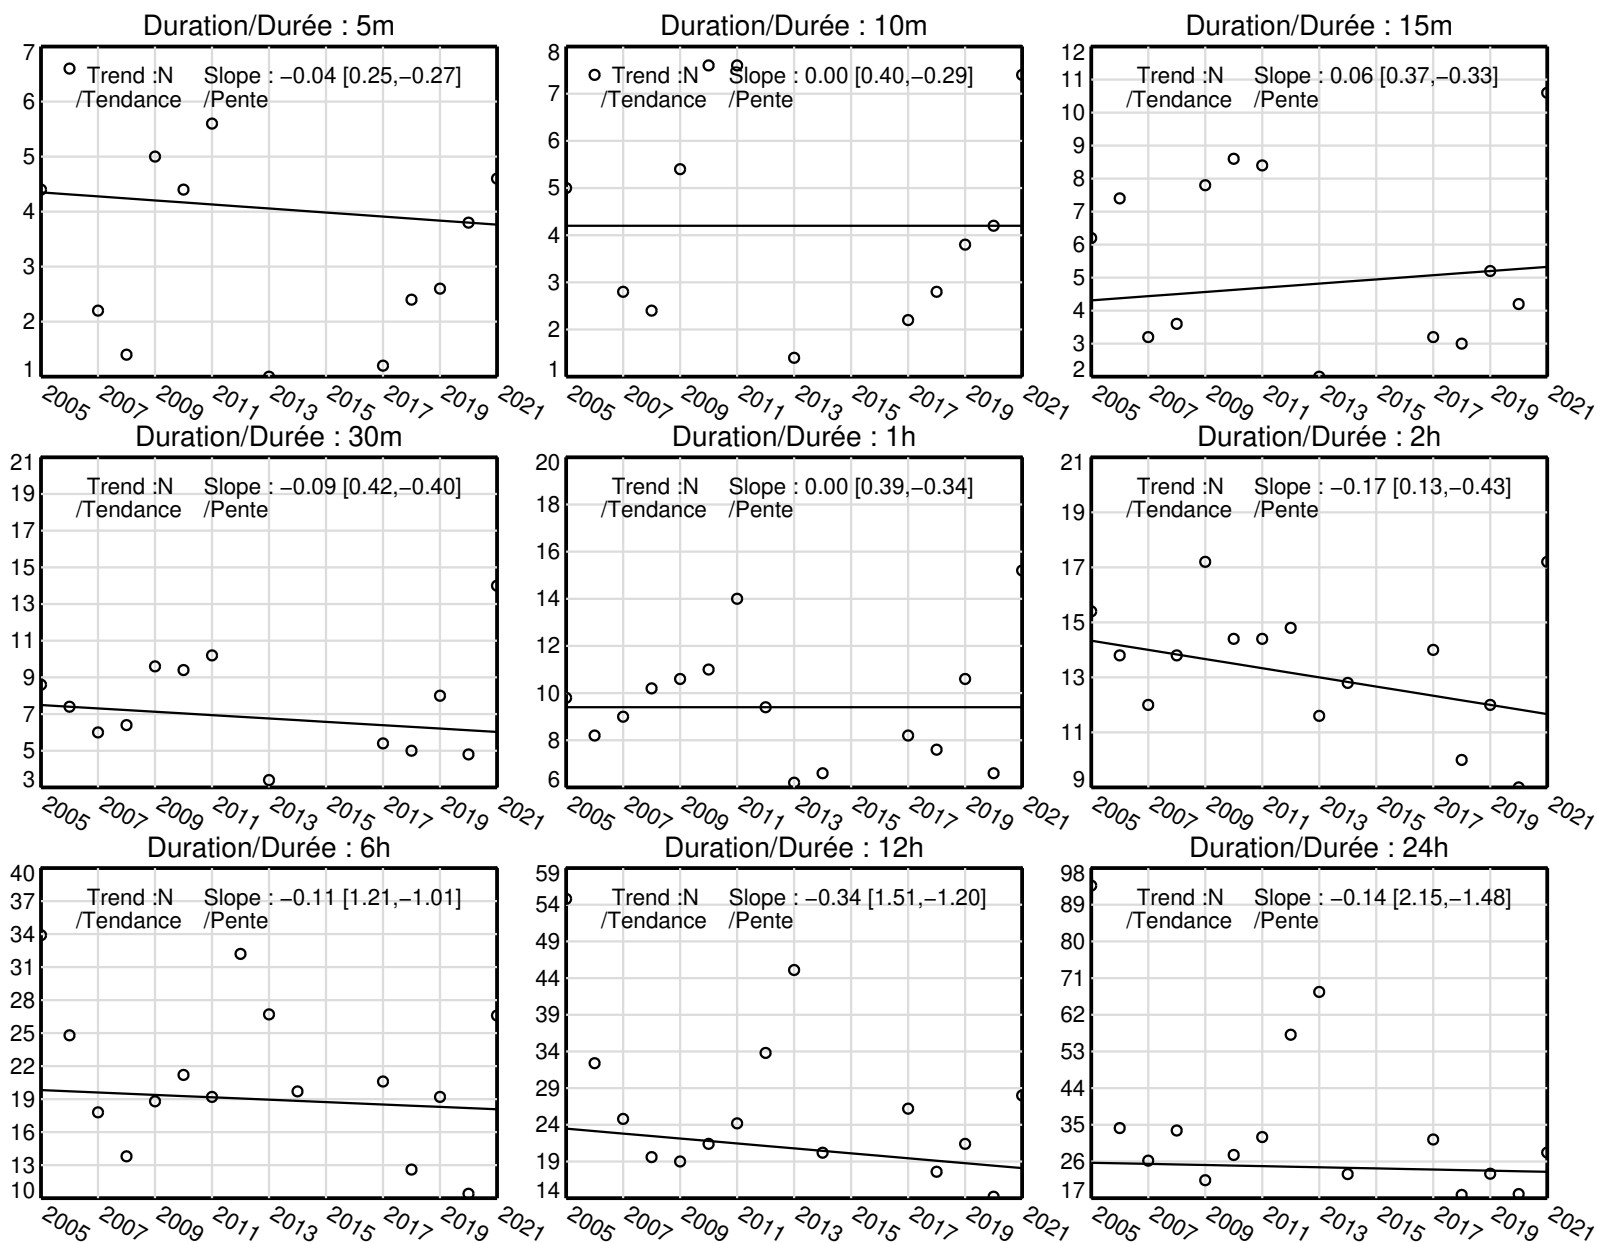 Duration/Durée : 5m
Trend :N Slope : −0.04 [0.25,−0.27]
/Tendance /Pente
7
6
5
4
3
2
1
2005 2007 2009 2011 2013 2015 2017 2019 2021
Duration/Durée : 10m
Trend :N Slope : 0.00 [0.40,−0.29]
/Tendance /Pente
8
7
6
5
4
3
2
1
2005 2007 2009 2011 2013 2015 2017 2019 2021
Duration/Durée : 15m
Trend :N Slope : 0.06 [0.37,−0.33]
/Tendance /Pente
12
11
10
9
8
7
6
5
4
3
2
2005 2007 2009 2011 2013 2015 2017 2019 2021
Duration/Durée : 30m
Trend :N Slope : −0.09 [0.42,−0.40]
/Tendance /Pente
21
19
17
15
13
11
9
7
5
3
2005 2007 2009 2011 2013 2015 2017 2019 2021
Duration/Durée : 1h
Trend :N Slope : 0.00 [0.39,−0.34]
/Tendance /Pente
20
18
16
14
12
10
8
6
2005 2007 2009 2011 2013 2015 2017 2019 2021
Duration/Durée : 2h
Trend :N Slope : −0.17 [0.13,−0.43]
/Tendance /Pente
21
19
17
15
13
11
9
2005 2007 2009 2011 2013 2015 2017 2019 2021
Duration/Durée : 6h
Trend :N Slope : −0.11 [1.21,−1.01]
/Tendance /Pente
40
37
34
31
28
25
22
19
16
13
10
2005 2007 2009 2011 2013 2015 2017 2019 2021
Duration/Durée : 12h
Trend :N Slope : −0.34 [1.51,−1.20]
/Tendance /Pente
59
54
49
44
39
34
29
24
19
14
2005 2007 2009 2011 2013 2015 2017 2019 2021
Duration/Durée : 24h
Trend :N Slope : −0.14 [2.15,−1.48]
/Tendance /Pente
98
89
80
71
62
53
44
35
26
17
2005 2007 2009 2011 2013 2015 2017 2019 2021